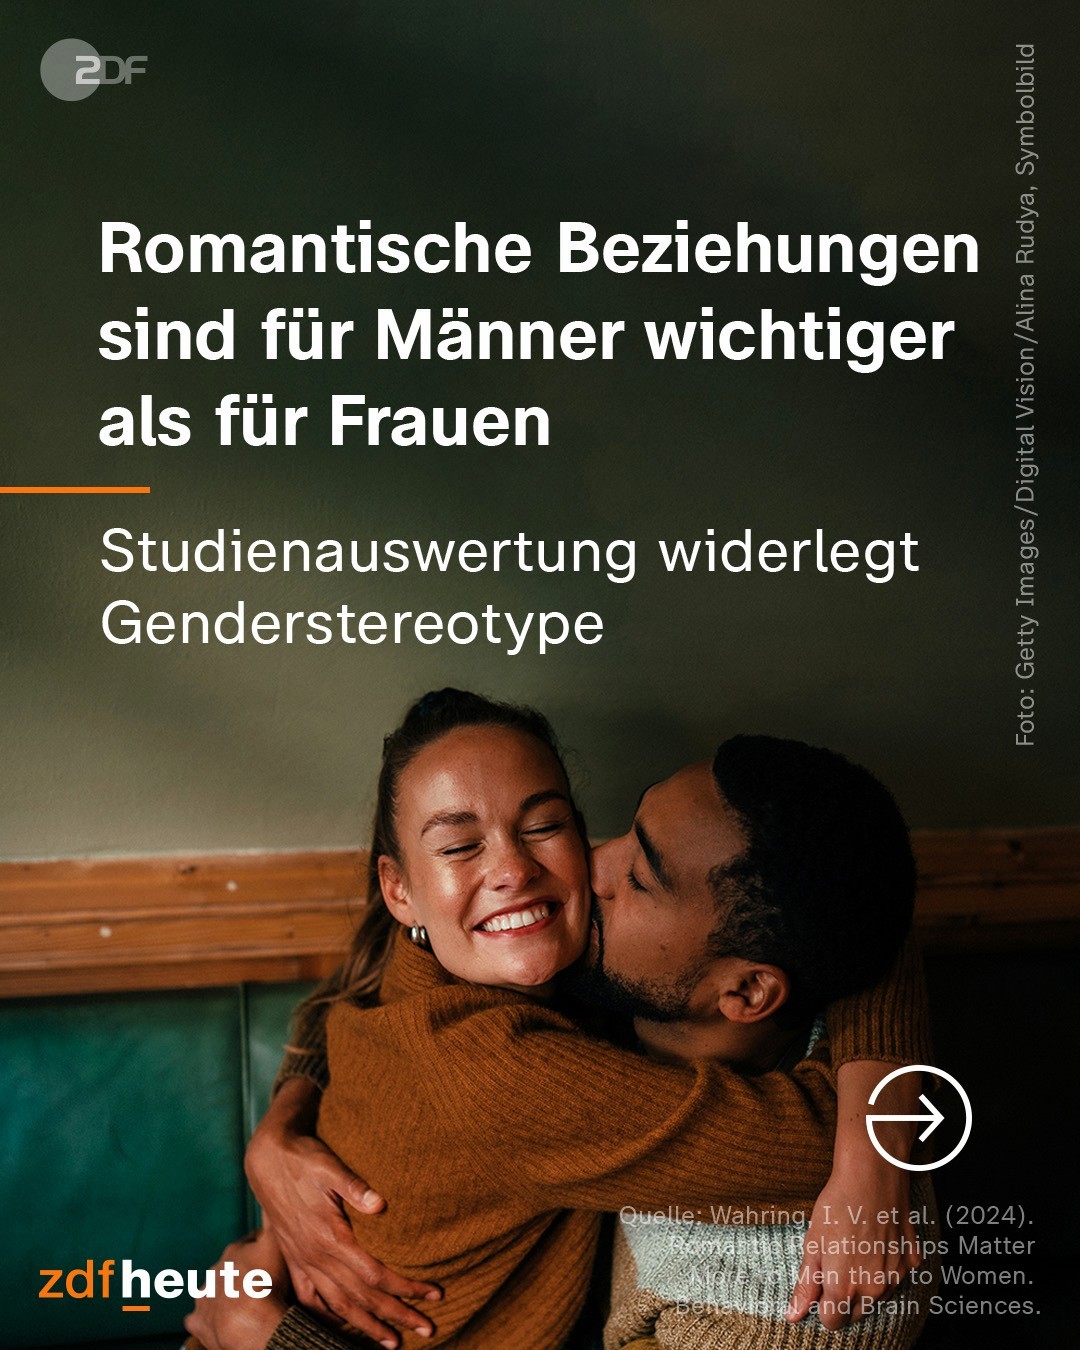 ZDF
Foto: Getty Images/Digital Vision/Alina Rudya, Symbolbild
Romantische Beziehungen
sind für Männer wichtiger
als für Frauen
Studienauswertung widerlegt
Genderstereotype
Quelle: Wahring, I. V. et al. (2024).
Romantic Relationships Matter
More to Men than to Women.
Behavioral and Brain Sciences.
zdfheute